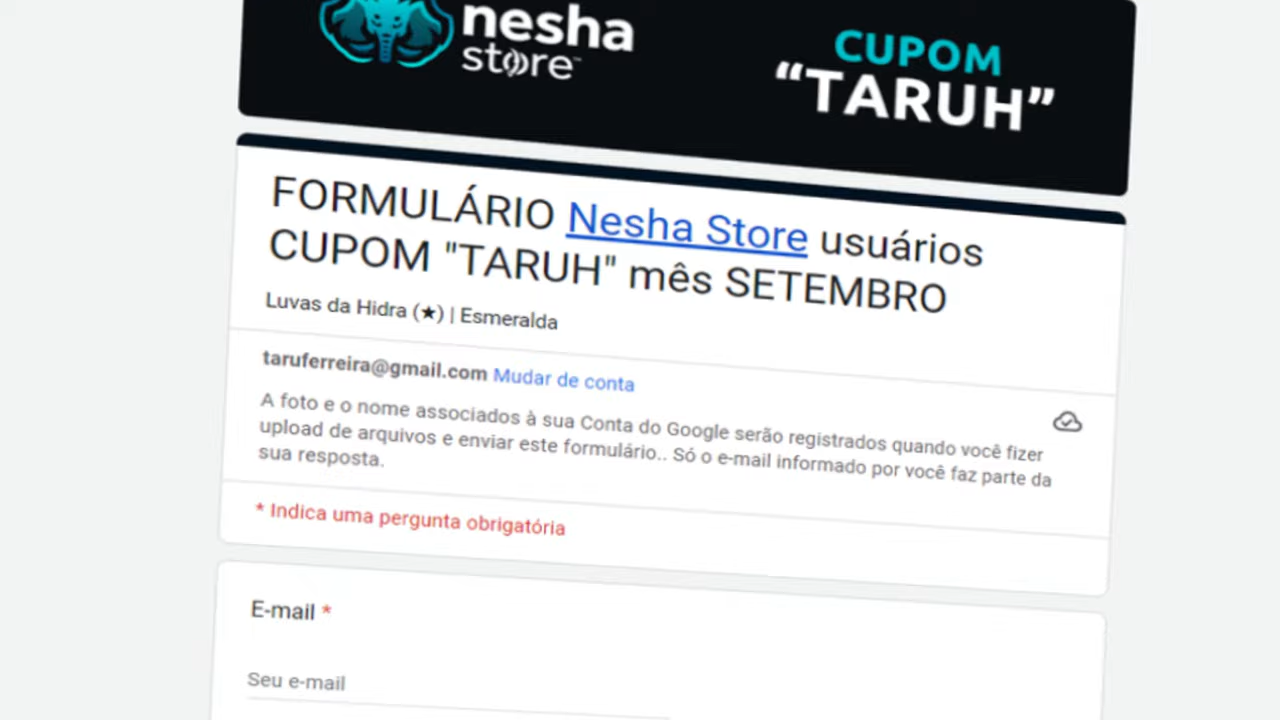 nesha
store
CUPOM
“TARUH”
FORMULÁRIO Nesha Store usuários
CUPOM "TARUH" mês SETEMBRO
Luvas da Hidra (★) | Esmeralda
taruferreira@gmail.com Mudar de conta
A foto e o nome associados à sua Conta do Google serão registrados quando você fizer
upload de arquivos e enviar este formulário.. Só o e-mail informado por você faz parte da
sua resposta.
* Indica uma pergunta obrigatória
E-mail *
Seu e-mail